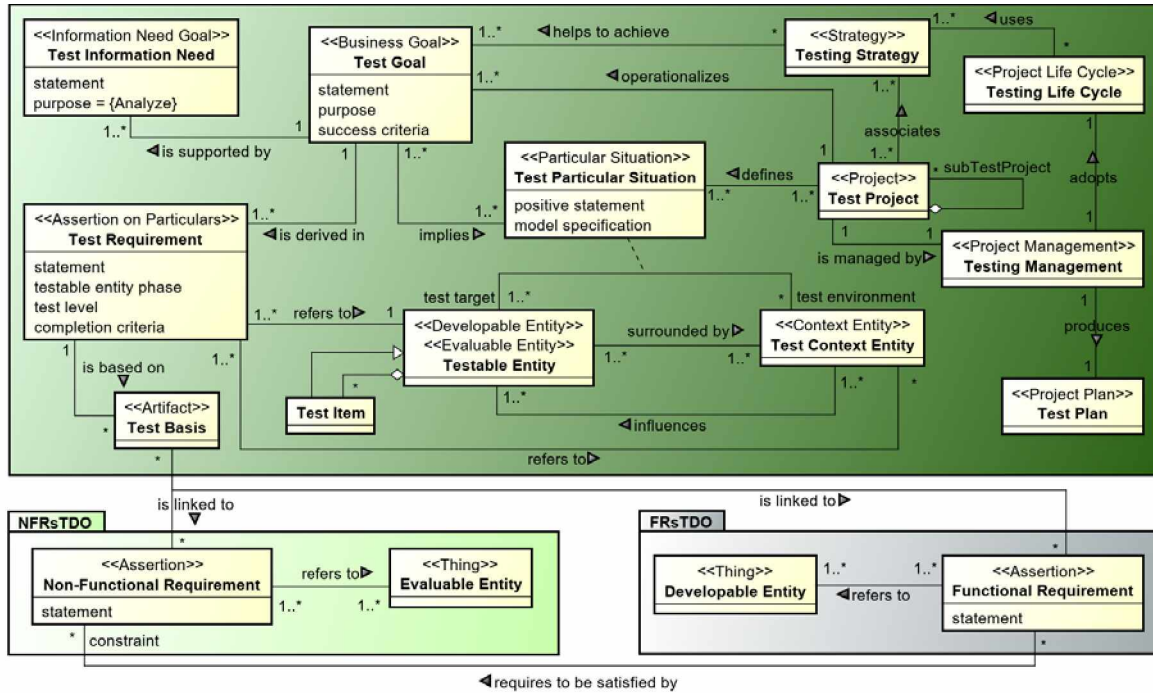 <<Information Need Goal>>
Test Information Need
statement
purpose = {Analyze}
1..*
1
◀ is supported by
<<Business Goal>>
Test Goal
statement
purpose
success criteria
1..*
*
◀ helps to achieve
1..*
◀ operationalizes
1
<<Strategy>>
Testing Strategy
1..*
*
◀ uses
1..*
associates
1..*
<<Project Life Cycle>>
Testing Life Cycle
1
adopts
1
<<Particular Situation>>
Test Particular Situation
positive statement
model specification
◀ defines
1..*
1..*
<<Project>>
Test Project
* subTestProject
1
1
is managed by ▶
<<Project Management>>
Testing Management
1
produces
1
<<Project Plan>>
Test Plan
1
1..*
◀ is derived in
1..*
implies ▶
1..*
<<Assertion on Particulars>>
Test Requirement
statement
testable entity phase
test level
completion criteria
1..*
refers to ▶
1
test target
1..*
*
test environment
<<Developable Entity>>
<<Evaluable Entity>>
Testable Entity
surrounded by ▶
1..*
1..*
<<Context Entity>>
Test Context Entity
1..*
1..*
◀ influences
*
Test Item
1
is based on
*
<<Artifact>>
Test Basis
*
1..*
refers to ▶
*
is linked to
*
is linked to ▶
*
NFRsTDO
<<Assertion>>
Non-Functional Requirement
statement
refers to ▶
1..*
1..*
<<Thing>>
Evaluable Entity
*
constraint
FRsTDO
<<Thing>>
Developable Entity
1..*
1..*
◀ refers to
<<Assertion>>
Functional Requirement
statement
*
◀ requires to be satisfied by